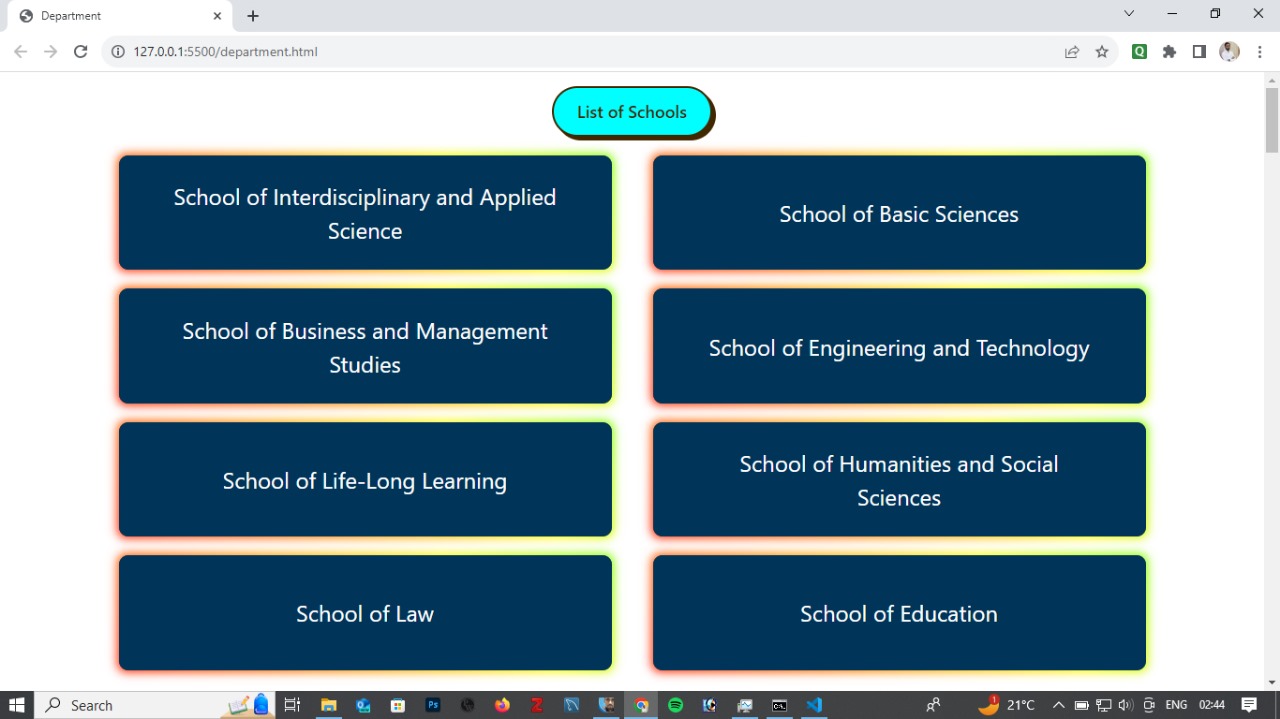 Department
127.0.0.1:5500/department.html
Q
List of Schools
School of Interdisciplinary and Applied
Science
School of Basic Sciences
School of Business and Management
Studies
School of Engineering and Technology
School of Life-Long Learning
School of Humanities and Social
Sciences
School of Law
School of Education
Search
Ps
Z
1
21°C
ENG
02:44